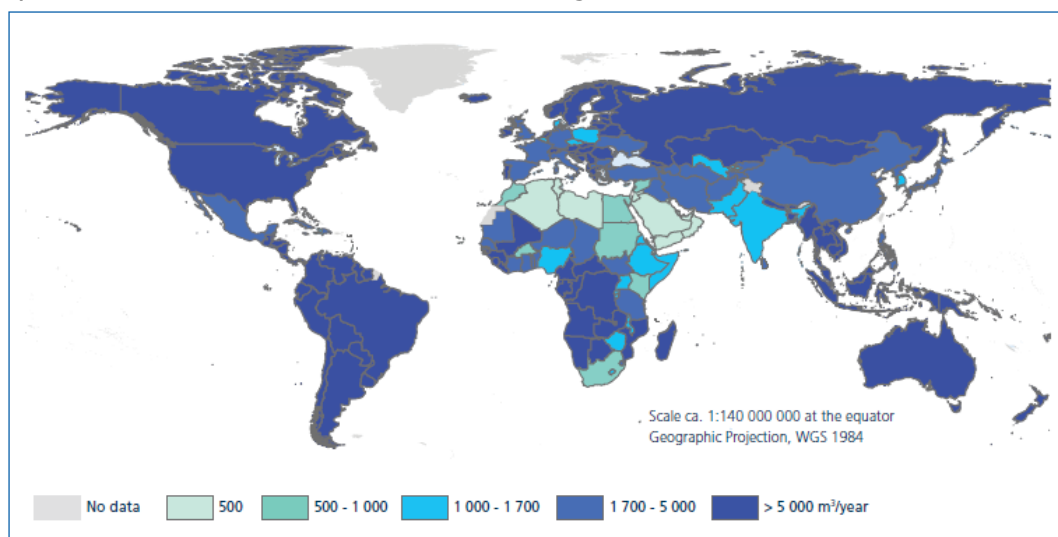 Scale ca. 1:140 000 000 at the equator
Geographic Projection, WGS 1984
No data
500
500 - 1 000
1 000 - 1 700
1 700 - 5 000
> 5 000 m³/year